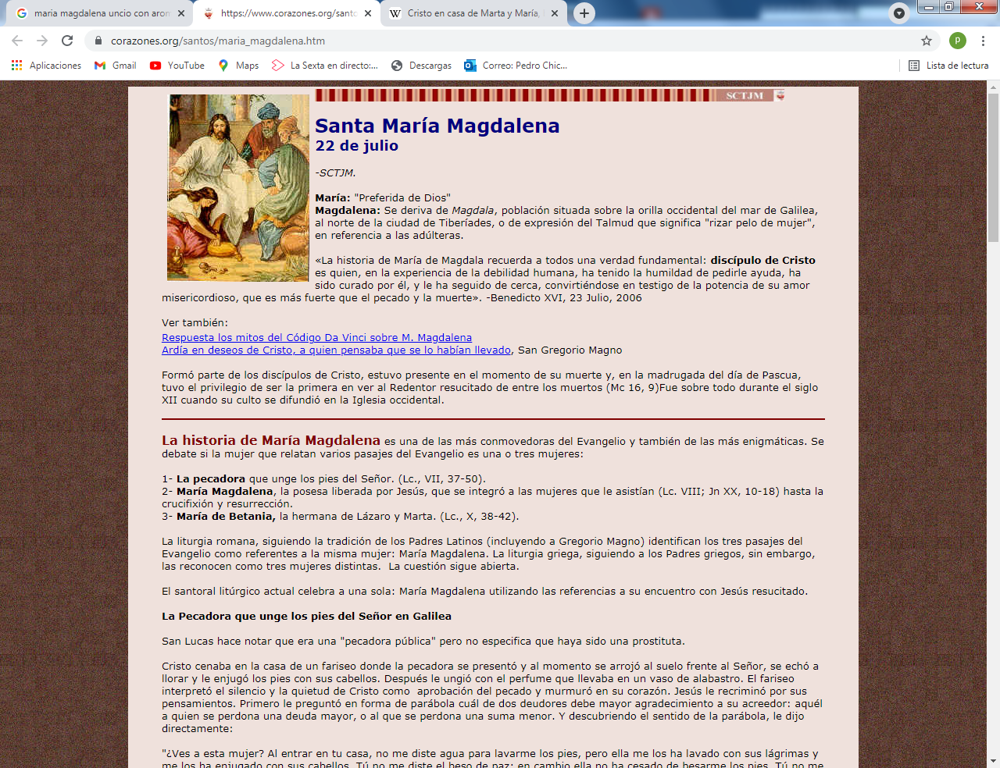 maria magdalena uncio con aron
https://www.corazones.org/santo
Cristo en casa de Marta y María,
corazones.org/santos/maria_magdalena.htm
p
Aplicaciones
Gmail
YouTube
Maps
La Sexta en directo:...
Descargas
Correo: Pedro Chic...
Lista de lectura
SCTJM
Santa María Magdalena
22 de julio
-SCTJM.
María: "Preferida de Dios"
Magdalena: Se deriva de Magdala, población situada sobre la orilla occidental del mar de Galilea,
al norte de la ciudad de Tiberíades, o de expresión del Talmud que significa "rizar pelo de mujer",
en referencia a las adúlteras.
«La historia de María de Magdala recuerda a todos una verdad fundamental: discípulo de Cristo
es quien, en la experiencia de la debilidad humana, ha tenido la humildad de pedirle ayuda, ha
sido curado por él, y le ha seguido de cerca, convirtiéndose en testigo de la potencia de su amor
misericordioso, que es más fuerte que el pecado y la muerte». -Benedicto XVI, 23 Julio, 2006
Ver también:
Respuesta los mitos del Código Da Vinci sobre M. Magdalena
Ardía en deseos de Cristo, a quien pensaba que se lo habían llevado, San Gregorio Magno
Formó parte de los discípulos de Cristo, estuvo presente en el momento de su muerte y, en la madrugada del día de Pascua,
tuvo el privilegio de ser la primera en ver al Redentor resucitado de entre los muertos (Mc 16, 9)Fue sobre todo durante el siglo
XII cuando su culto se difundió en la Iglesia occidental.
La historia de María Magdalena es una de las más conmovedoras del Evangelio y también de las más enigmáticas. Se
debate si la mujer que relatan varios pasajes del Evangelio es una o tres mujeres:
1- La pecadora que unge los pies del Señor. (Lc., VII, 37-50).
2- María Magdalena, la posesa liberada por Jesús, que se integró a las mujeres que le asistían (Lc. VIII; Jn XX, 10-18) hasta la
crucifixión y resurrección.
3- María de Betania, la hermana de Lázaro y Marta. (Lc., X, 38-42).
La liturgia romana, siguiendo la tradición de los Padres Latinos (incluyendo a Gregorio Magno) identifican los tres pasajes del
Evangelio como referentes a la misma mujer: María Magdalena. La liturgia griega, siguiendo a los Padres griegos, sin embargo,
las reconocen como tres mujeres distintas.  La cuestión sigue abierta.
El santoral litúrgico actual celebra a una sola: María Magdalena utilizando las referencias a su encuentro con Jesús resucitado.
La Pecadora que unge los pies del Señor en Galilea
San Lucas hace notar que era una "pecadora pública" pero no especifica que haya sido una prostituta.
Cristo cenaba en la casa de un fariseo donde la pecadora se presentó y al momento se arrojó al suelo frente al Señor, se echó a
llorar y le enjugó los pies con sus cabellos. Después le ungió con el perfume que llevaba en un vaso de alabastro. El fariseo
interpretó el silencio y la quietud de Cristo como  aprobación del pecado y murmuró en su corazón. Jesús le recriminó por sus
pensamientos. Primero le preguntó en forma de parábola cuál de dos deudores debe mayor agradecimiento a su acreedor: aquél
a quien se perdona una deuda mayor, o al que se perdona una suma menor. Y descubriendo el sentido de la parábola, le dijo
directamente:
"¿Ves a esta mujer? Al entrar en tu casa, no me diste agua para lavarme los pies, pero ella me los ha lavado con sus lágrimas y
me los ha enjugado con sus cabellos. Tú no me diste el beso de paz; en cambio ella no ha cesado de besarme los pies. Tú no me